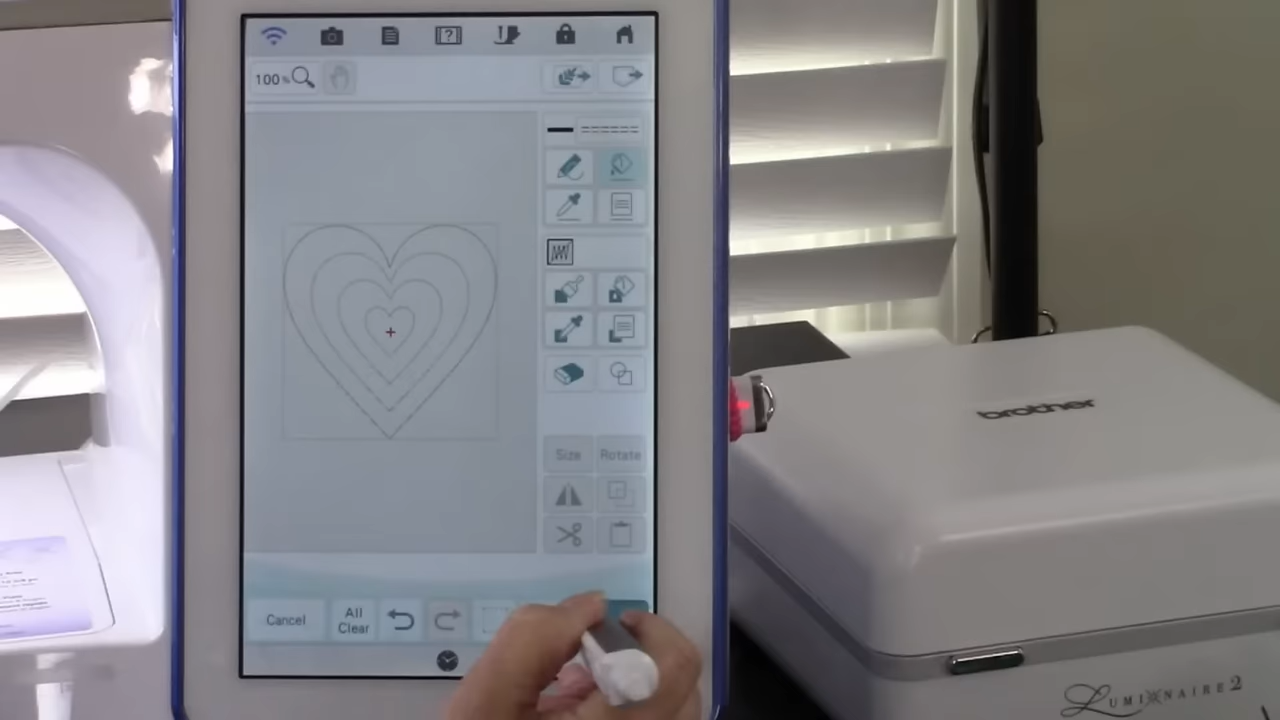 100%
Size
Rotate
Cancel
All
Clear
brother
LUMINAIRE 2